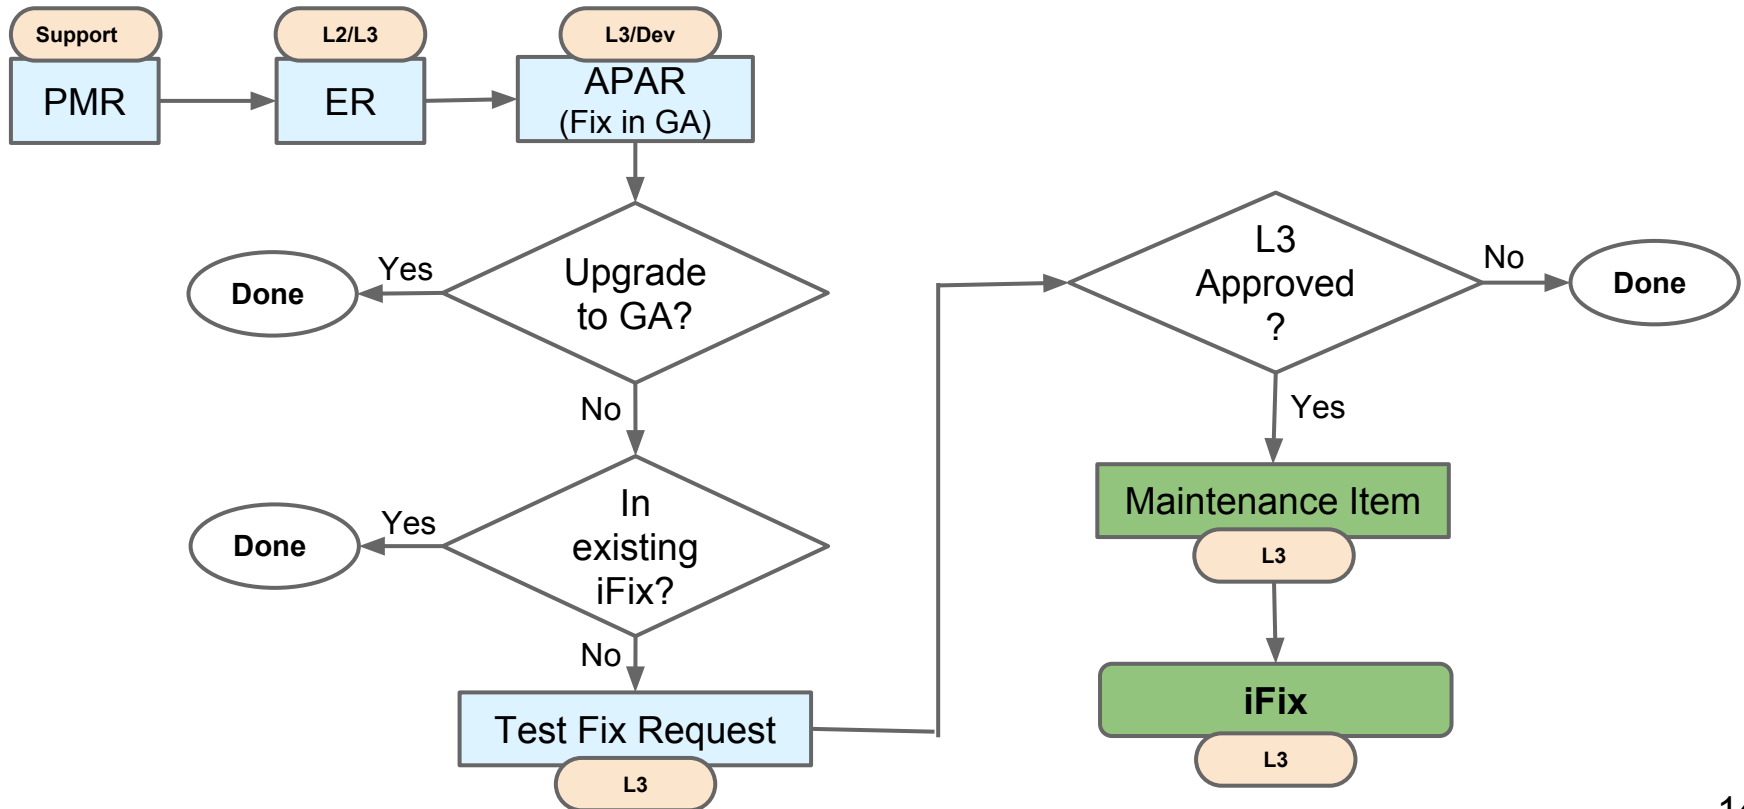 Support
PMR
L2/L3
ER
L3/Dev
APAR
(Fix in GA)
Upgrade
to GA?
Yes
Done
No
In
existing
iFix?
Yes
Done
No
Test Fix Request
L3
L3
Approved
?
No
Done
Yes
Maintenance Item
L3
iFix
L3